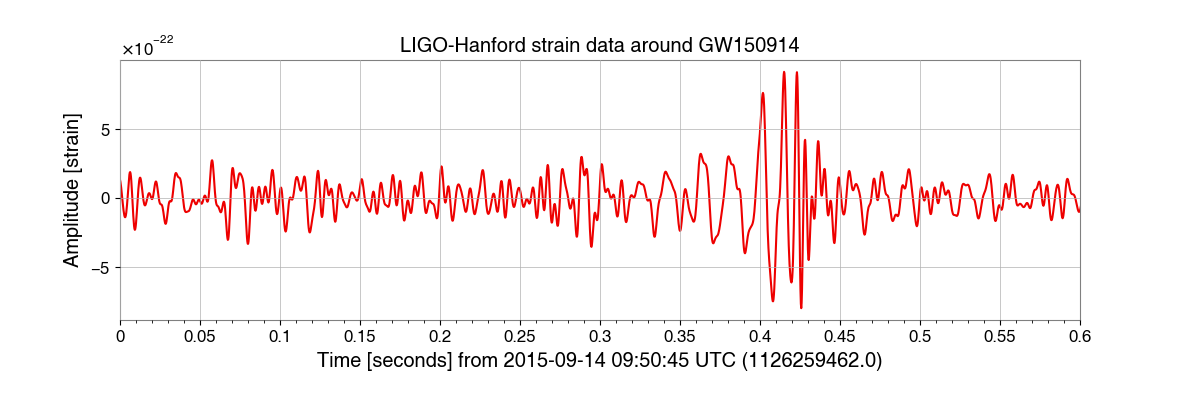 ×10⁻²²
LIGO-Hanford strain data around GW150914
Amplitude [strain]
5
0
−5
0 0.05 0.1 0.15 0.2 0.25 0.3 0.35 0.4 0.45 0.5 0.55 0.6
Time [seconds] from 2015-09-14 09:50:45 UTC (1126259462.0)